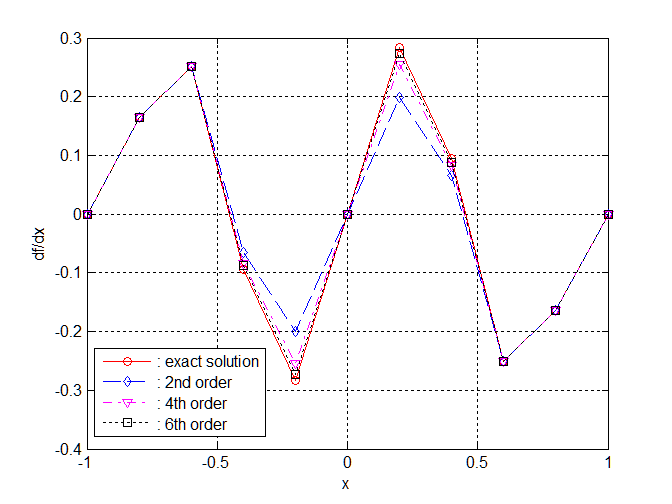 0.3
0.2
0.1
0
-0.1
-0.2
-0.3
-0.4
df/dx
: exact solution
: 2nd order
: 4th order
: 6th order
-1 -0.5 0 0.5 1
x